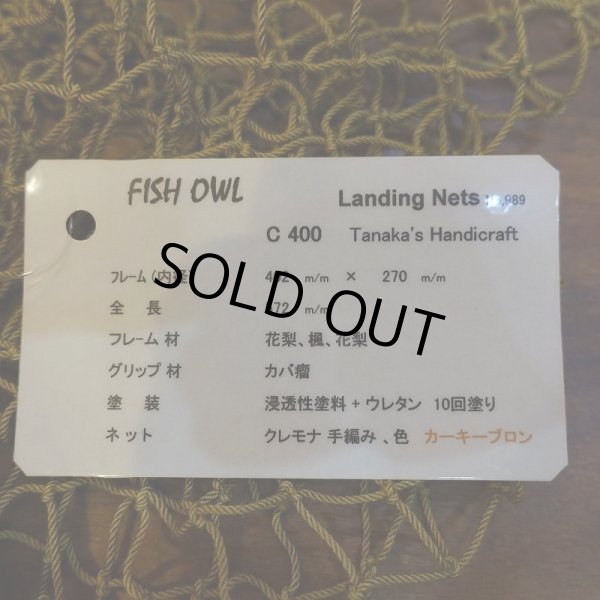 FISH OWL
Landing Nets ,989
C 400 Tanaka's Handicraft
フレーム (内径) m/m × 270 m/m
全 長 m/m
フレーム 材 花梨、楓、花梨
グリップ 材 カバ瘤
塗 装 浸透性塗料 + ウレタン 10回塗り
ネット クレモナ 手編み 、色 カーキーブロン
SOLD OUT